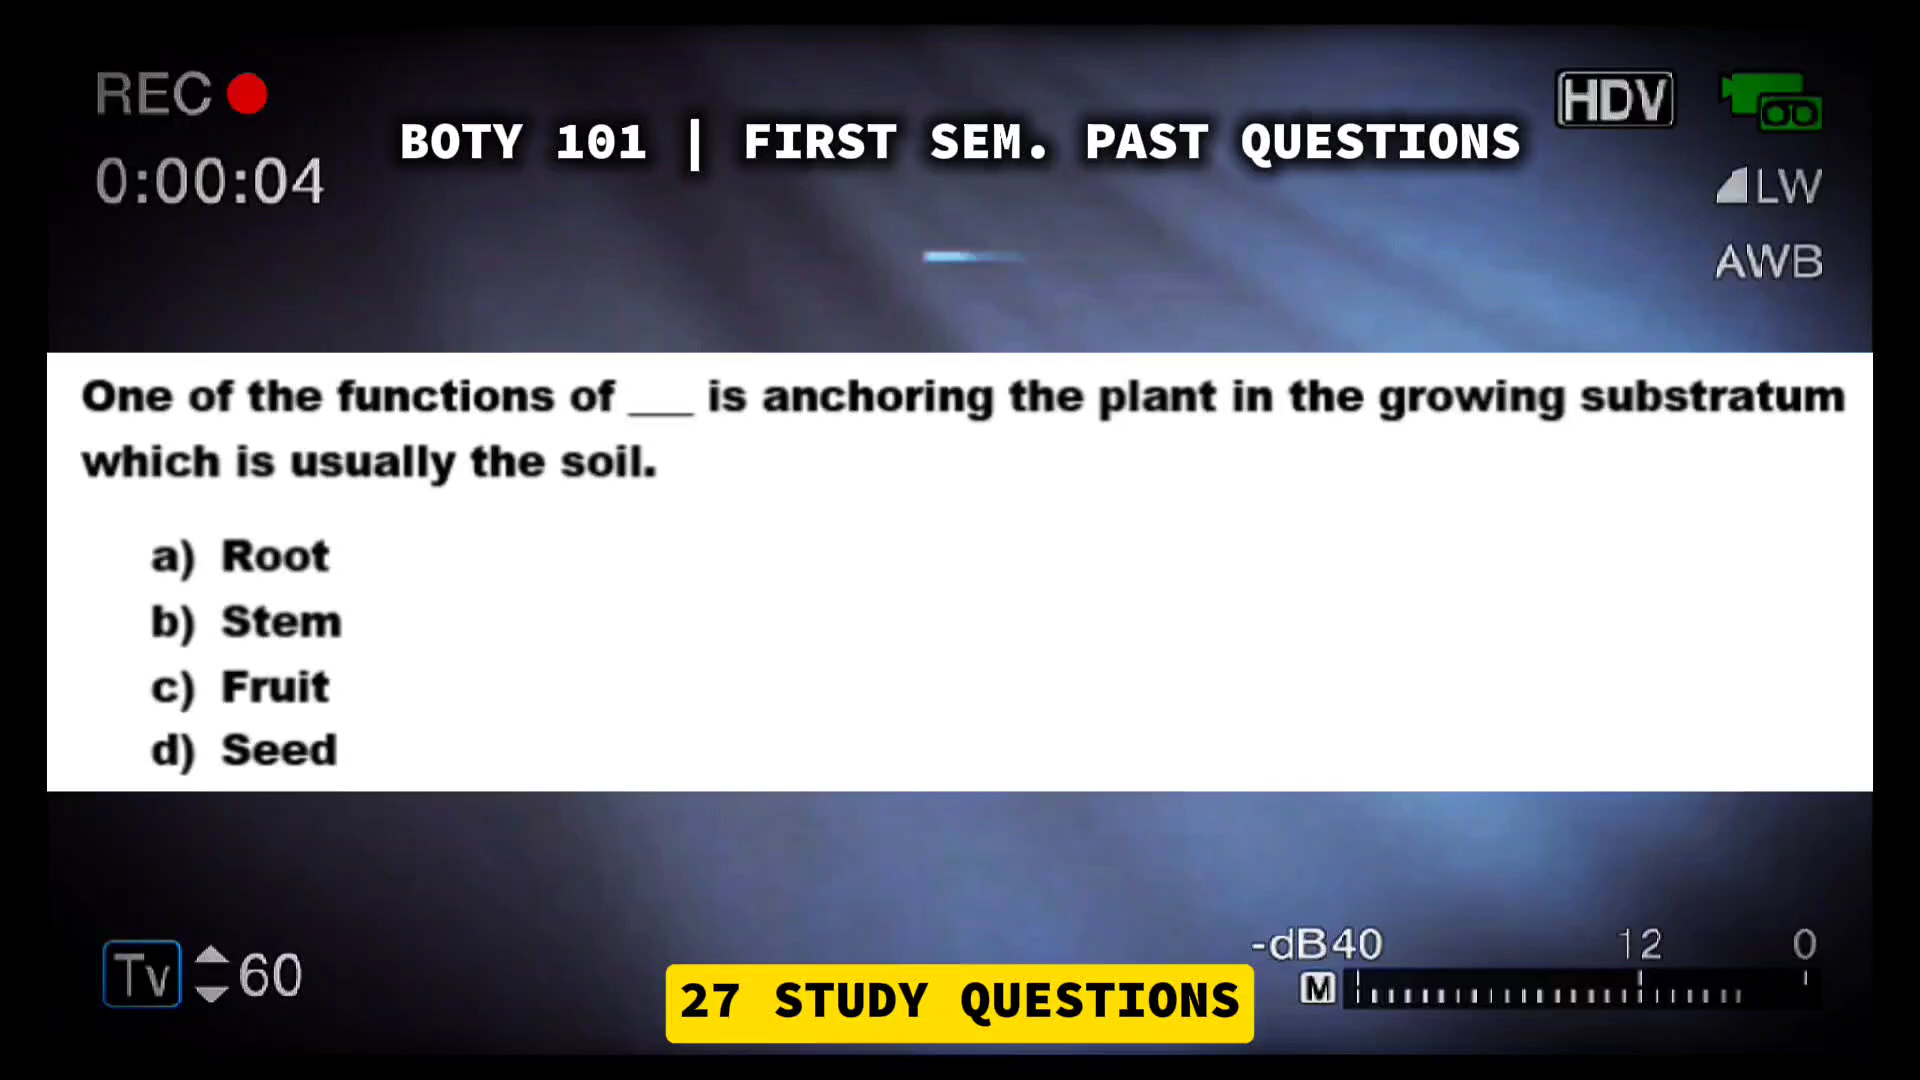 REC
HDV
BOTY 101 | FIRST SEM. PAST QUESTIONS
0:00:04
LW
AWB
One of the functions of ___ is anchoring the plant in the growing substratum
which is usually the soil.
a) Root
b) Stem
c) Fruit
d) Seed
-dB40 12 0
Tv 60
M
27 STUDY QUESTIONS